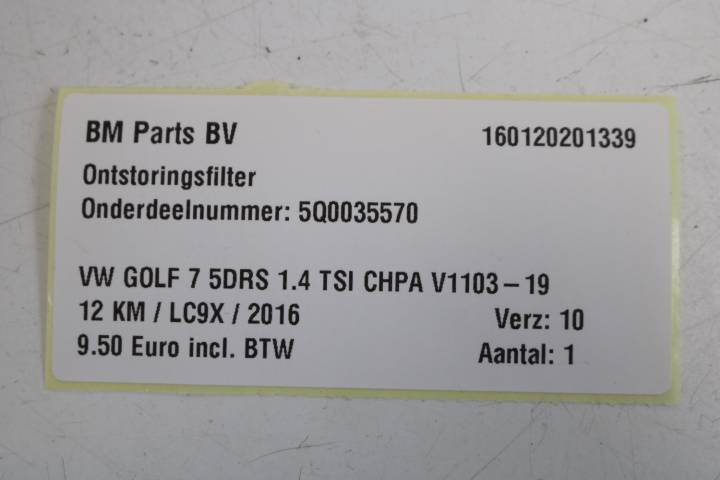 BM Parts BV 160120201339
Ontstoringsfilter
Onderdeelnummer: 5Q0035570
VW GOLF 7 5DRS 1.4 TSI CHPA V1103-19
12 KM / LC9X / 2016 Verz: 10
9.50 Euro incl. BTW Aantal: 1